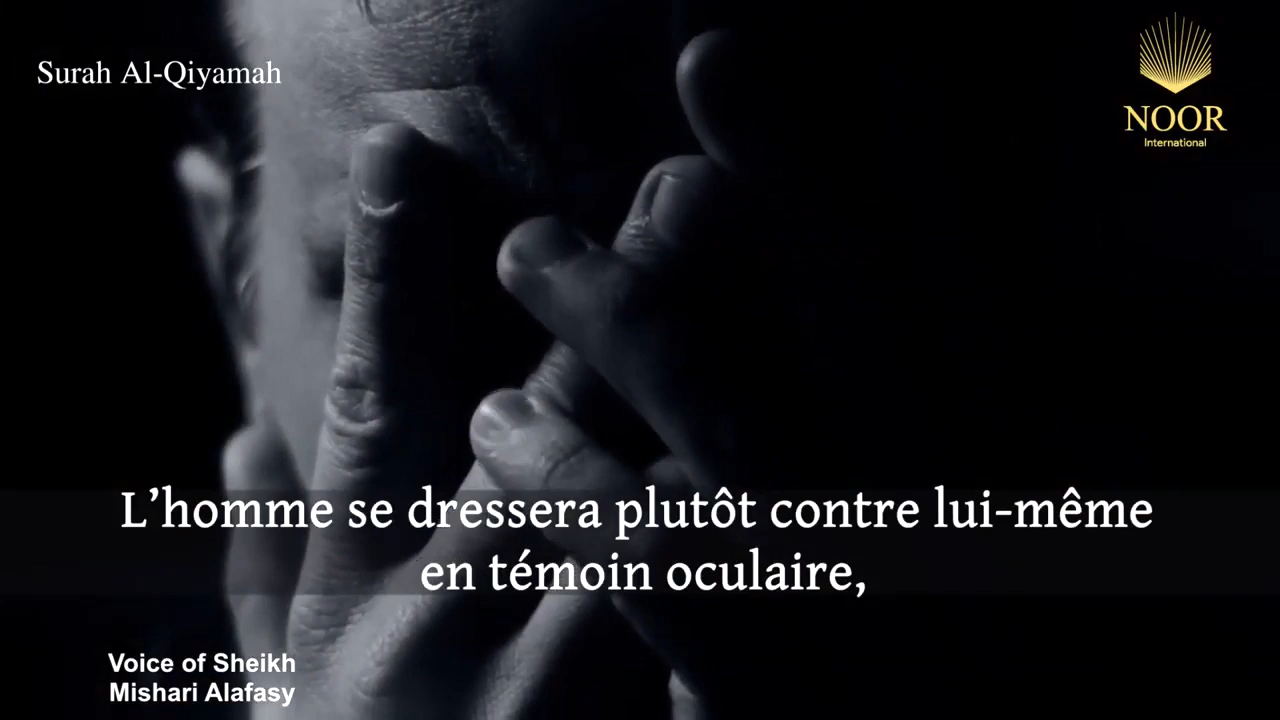 Surah Al-Qiyamah
NOOR
International
L’homme se dressera plutôt contre lui-même
en témoin oculaire,
Voice of Sheikh
Mishari Alafasy